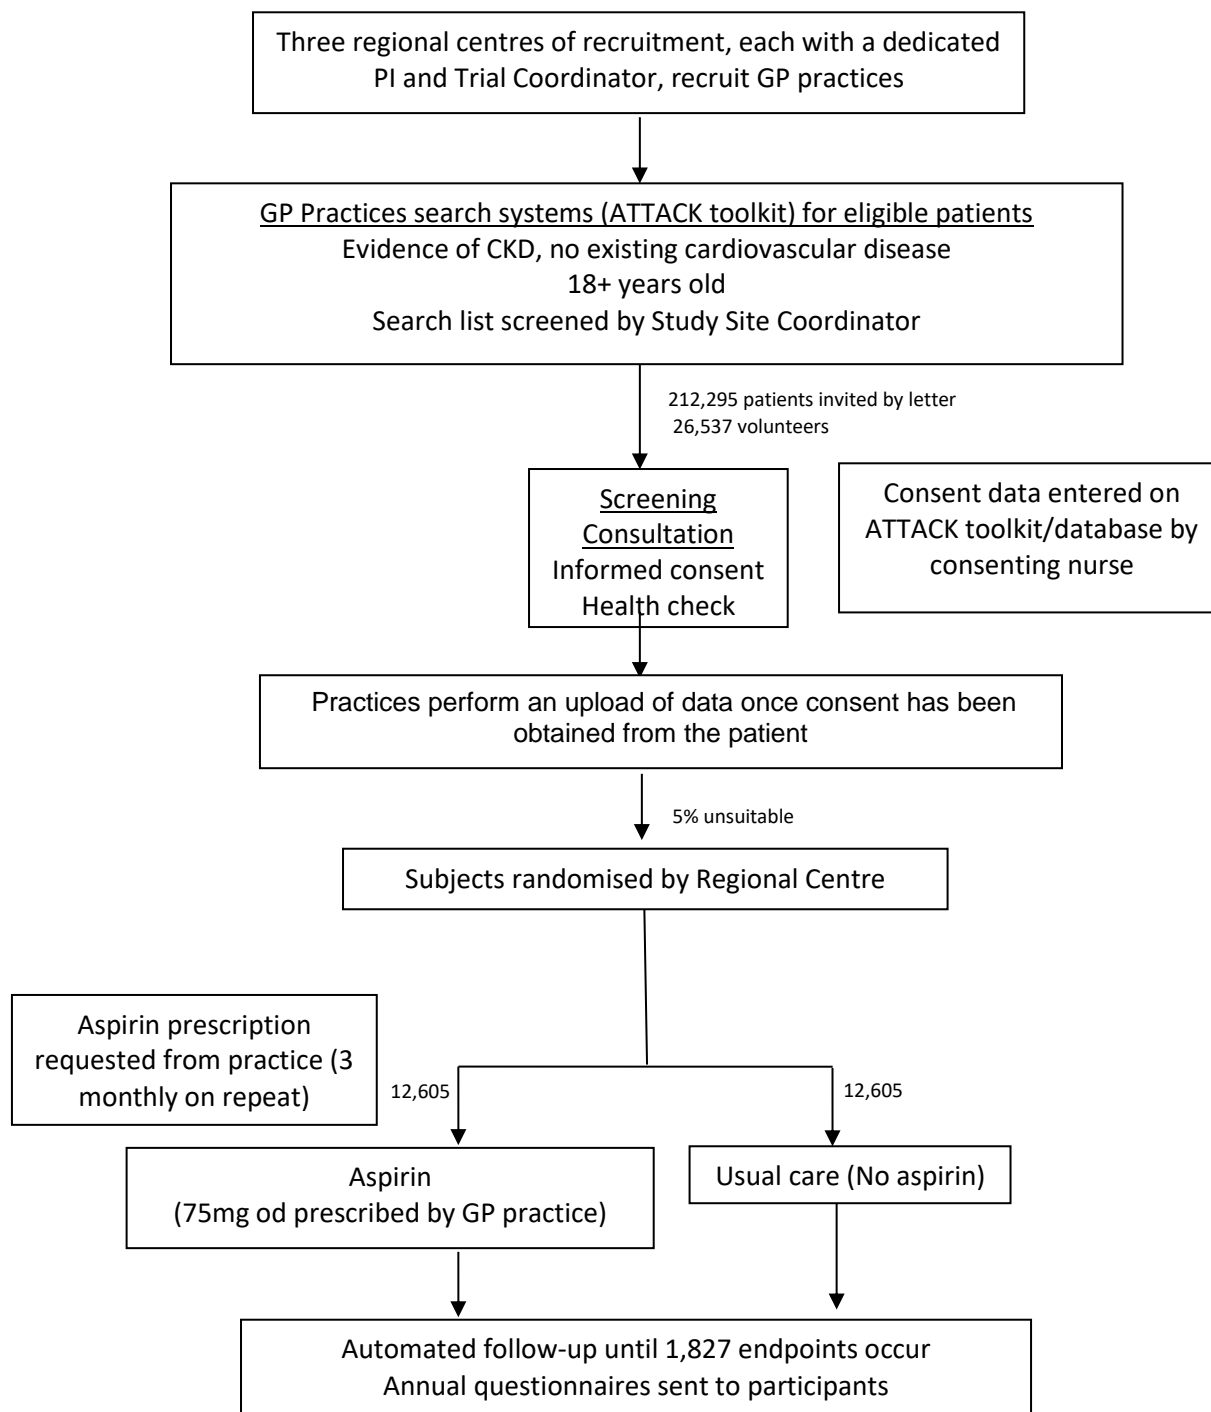 Three regional centres of recruitment, each with a dedicated
PI and Trial Coordinator, recruit GP practices
GP Practices search systems (ATTACK toolkit) for eligible patients
Evidence of CKD, no existing cardiovascular disease
18+ years old
Search list screened by Study Site Coordinator
212,295 patients invited by letter
26,537 volunteers
Screening
Consultation
Informed consent
Health check
Consent data entered on
ATTACK toolkit/database by
consenting nurse
Practices perform an upload of data once consent has been
obtained from the patient
5% unsuitable
Subjects randomised by Regional Centre
Aspirin prescription
requested from practice (3
monthly on repeat)
12,605
12,605
Aspirin
(75mg od prescribed by GP practice)
Usual care (No aspirin)
Automated follow-up until 1,827 endpoints occur
Annual questionnaires sent to participants